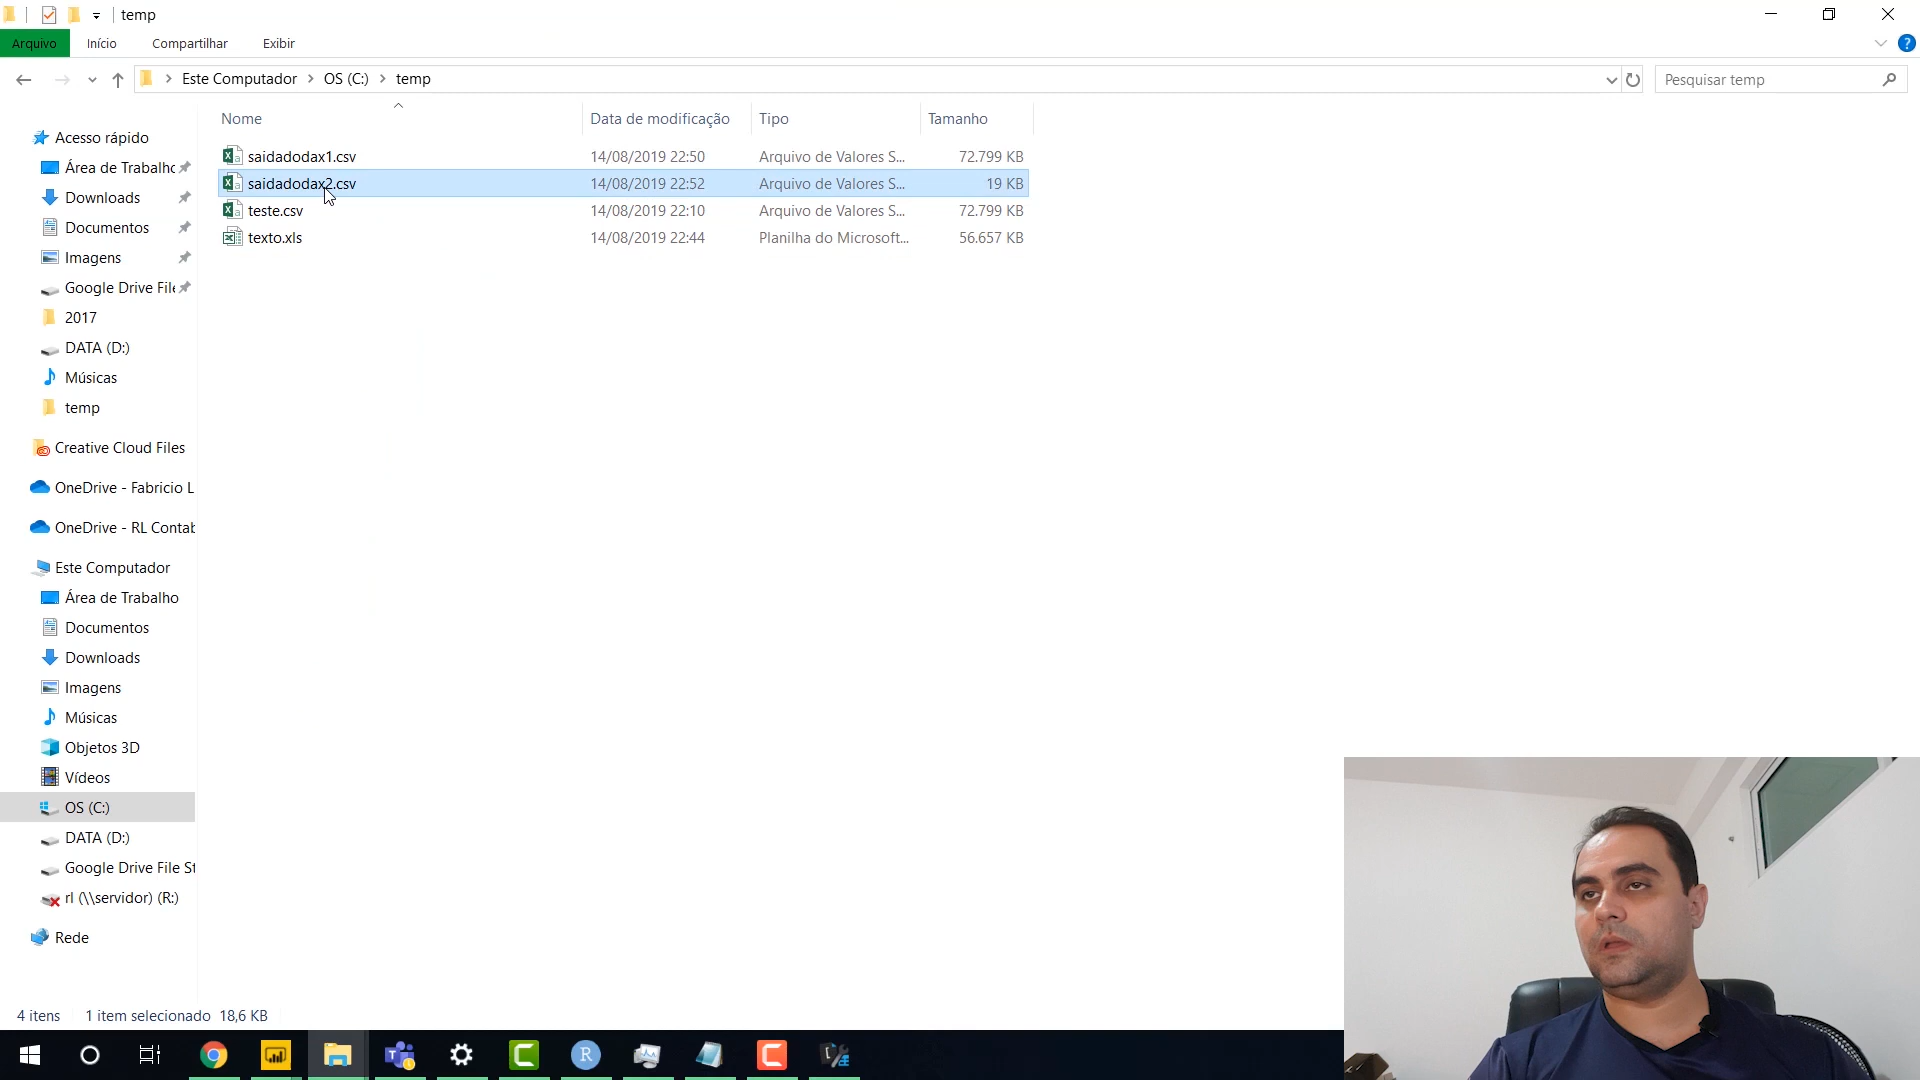 temp
Arquivo Início Compartilhar Exibir
Este Computador OS (C:) temp
Pesquisar temp
Nome Data de modificação Tipo Tamanho
saidadodax1.csv 14/08/2019 22:50 Arquivo de Valores S... 72.799 KB
saidadodax2.csv 14/08/2019 22:52 Arquivo de Valores S... 19 KB
teste.csv 14/08/2019 22:10 Arquivo de Valores S... 72.799 KB
texto.xls 14/08/2019 22:44 Planilha do Microsoft... 56.657 KB
Acesso rápido
Área de Trabalho
Downloads
Documentos
Imagens
Google Drive File
2017
DATA (D:)
Músicas
temp
Creative Cloud Files
OneDrive - Fabricio L
OneDrive - RL Contab
Este Computador
Área de Trabalho
Documentos
Downloads
Imagens
Músicas
Objetos 3D
Vídeos
OS (C:)
DATA (D:)
Google Drive File St
rl (\\servidor) (R:)
Rede
4 itens 1 item selecionado 18,6 KB